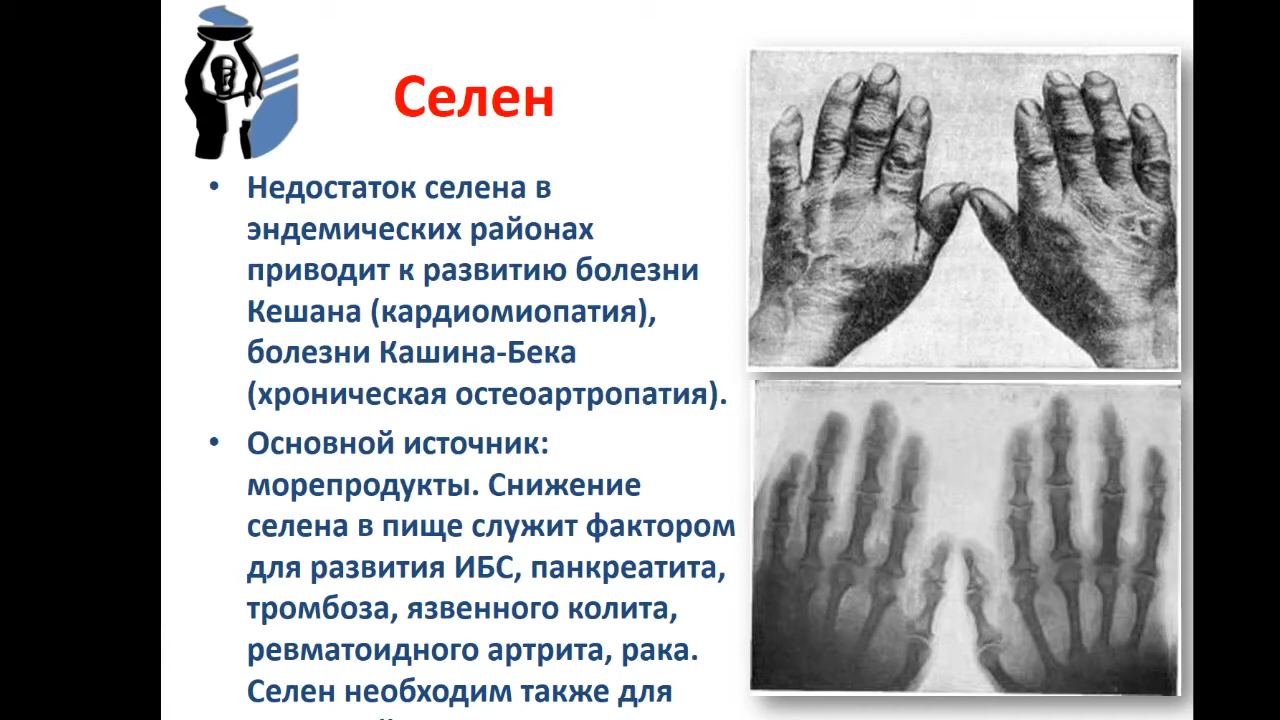 Селен
• Недостаток селена в
эндемических районах
приводит к развитию болезни
Кешана (кардиомиопатия),
болезни Кашина-Бека
(хроническая остеоартропатия).
• Основной источник:
морепродукты. Снижение
селена в пище служит фактором
для развития ИБС, панкреатита,
тромбоза, язвенного колита,
ревматоидного артрита, рака.
Селен необходим также для